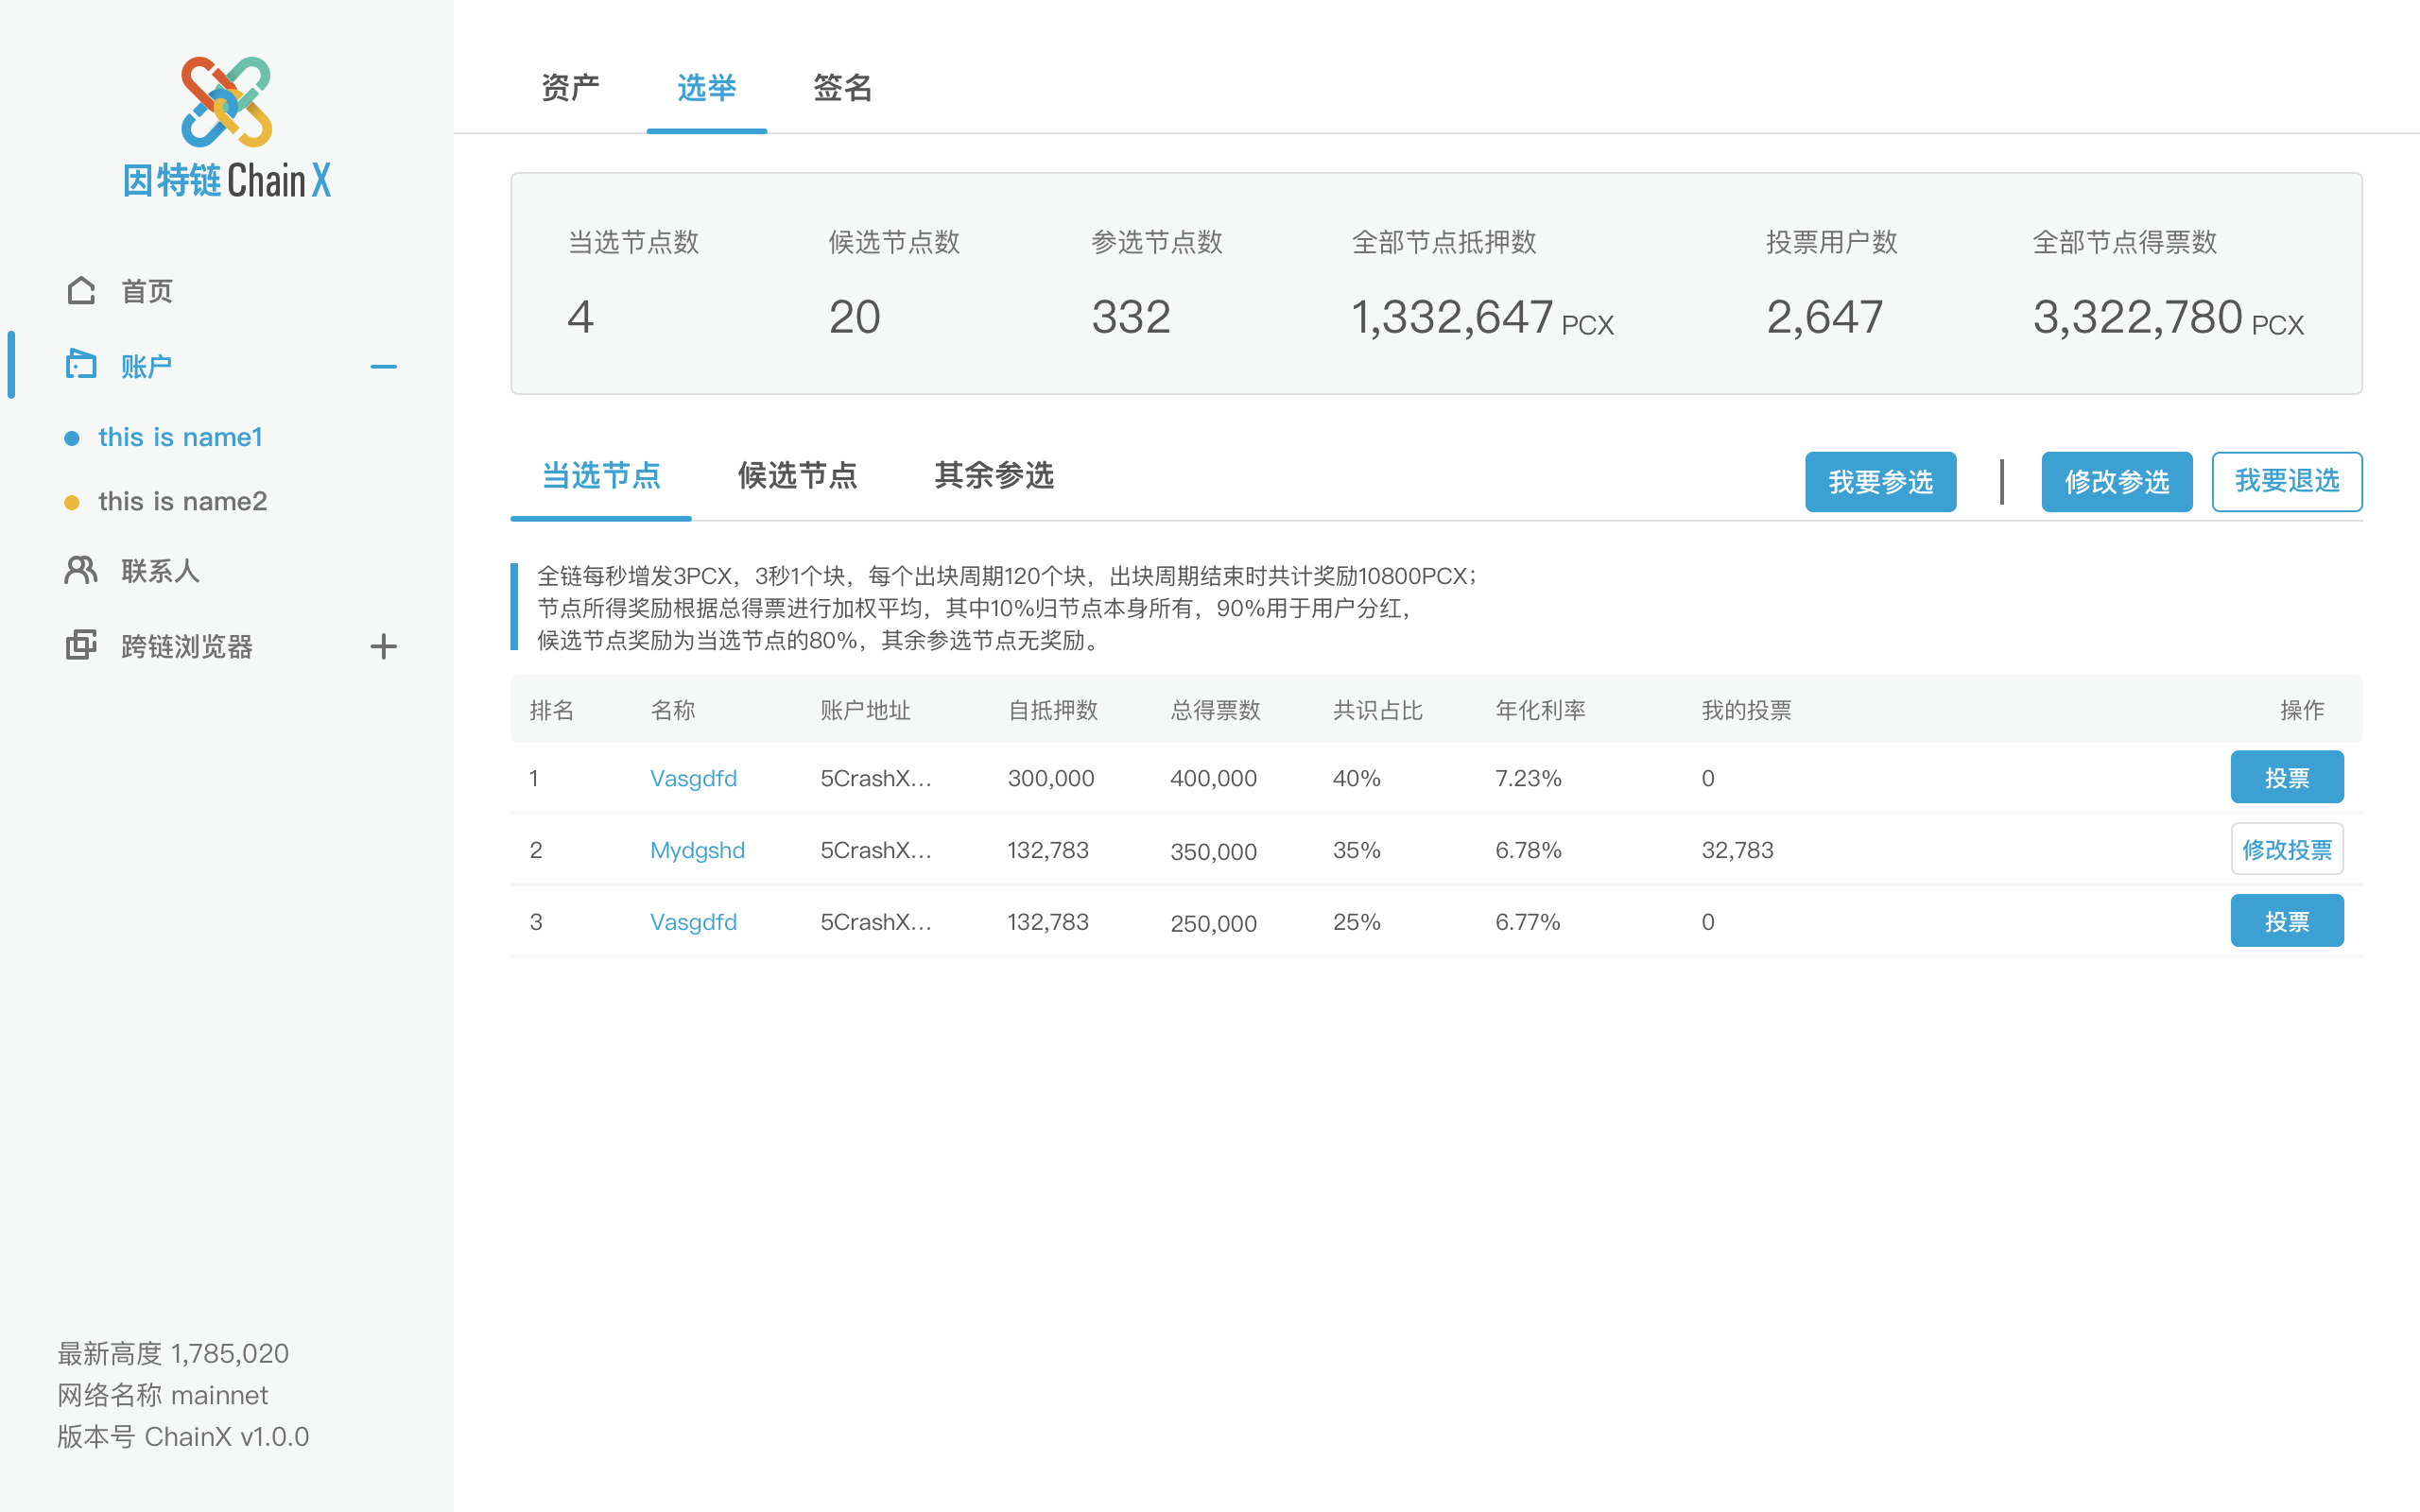 因特链 ChainX
首页
账户
this is name1
this is name2
联系人
跨链浏览器
最新高度 1,785,020
网络名称 mainnet
版本号 ChainX v1.0.0
资产 选举 签名
当选节点数 候选节点数 参选节点数 全部节点抵押数 投票用户数 全部节点得票数
4 20 332 1,332,647 PCX 2,647 3,322,780 PCX
当选节点 候选节点 其余参选 我要参选 | 修改参选 我要退选
全链每秒增发3PCX，3秒1个块，每个出块周期120个块，出块周期结束时共计奖励10800PCX；
节点所得奖励根据总得票进行加权平均，其中10%归节点本身所有，90%用于用户分红，
候选节点奖励为当选节点的80%，其余参选节点无奖励。
排名 名称 账户地址 自抵押数 总得票数 共识占比 年化利率 我的投票 操作
1 Vasgdfd 5CrashX... 300,000 400,000 40% 7.23% 0 投票
2 Mydgshd 5CrashX... 132,783 350,000 35% 6.78% 32,783 修改投票
3 Vasgdfd 5CrashX... 132,783 250,000 25% 6.77% 0 投票